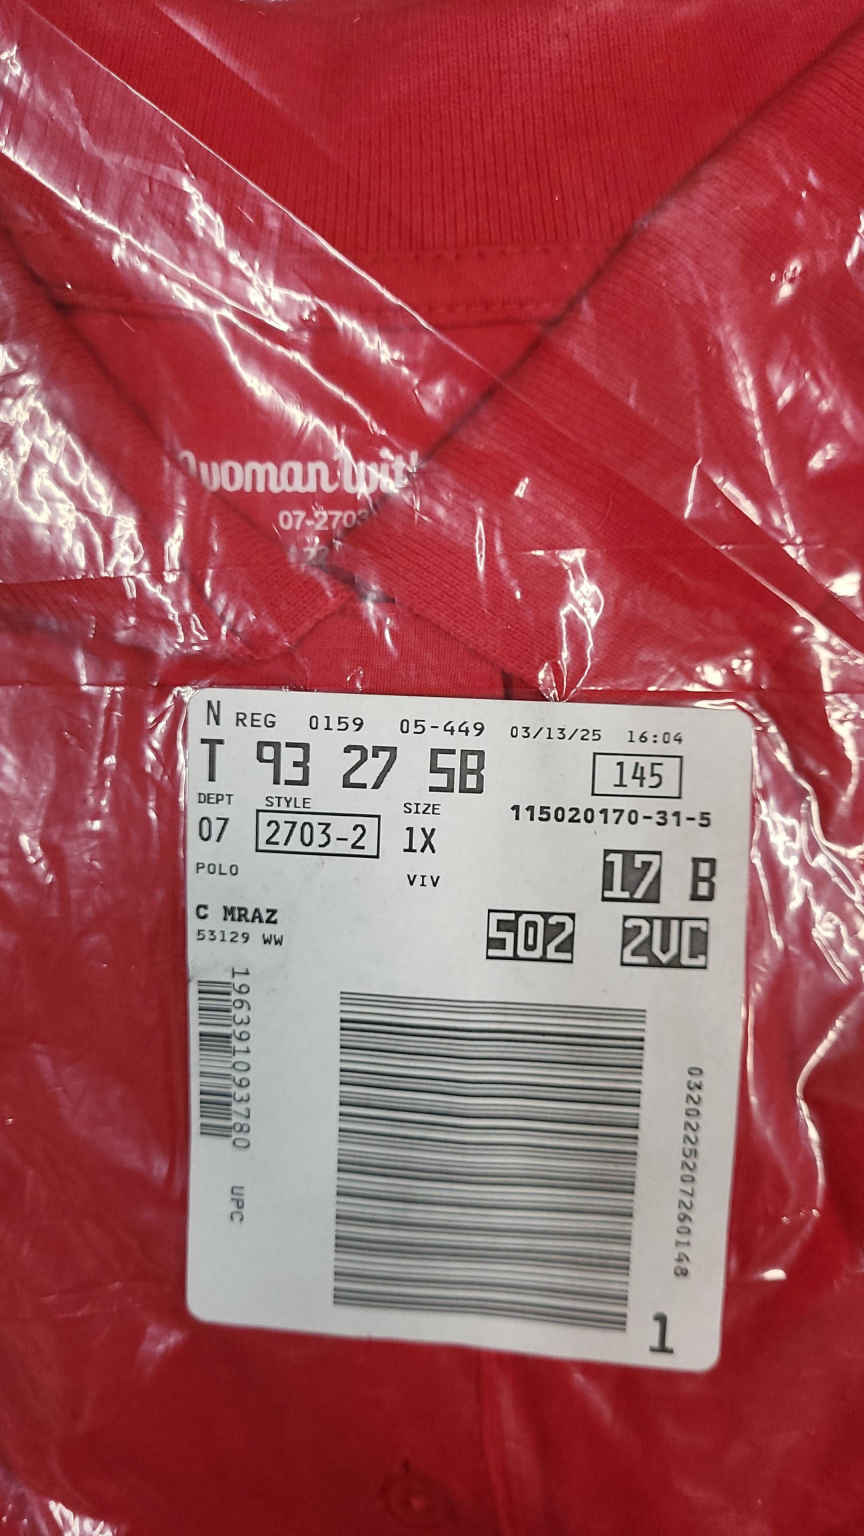 woman wit
07-2703
22
N REG 0159 05-449 03/13/25 16:04
T 93 27 5B 145
DEPT STYLE SIZE 115020170-31-5
07 2703-2 1X
17 B
POLO VIV
C MRAZ 502 2VC
53129 WW
196391093780 UPC
0320225207260148
1